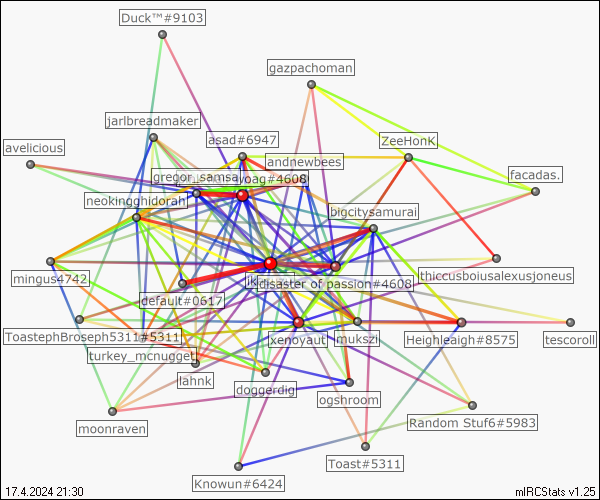 Duck™#9103
gazpachoman
jarlbreadmaker
asad#6947
ZeeHonK
avelicious
andnewbees
gregor_samsa
yoag#4608
facadas.
neokingghidorah
bigcitysamurai
mingus4742
default#0617
disaster of passion#4608
thiccusboiusalexusjoneus
ToastephBroseph5311#5311
xenoyaut
mukszi
Heighleaigh#8575
tescoroll
turkey_mcnugget
lahnk
doggerdig
ogshroom
moonraven
Random Stuf6#5983
Toast#5311
Knowun#6424
17.4.2024 21:30
mIRCStats v1.25